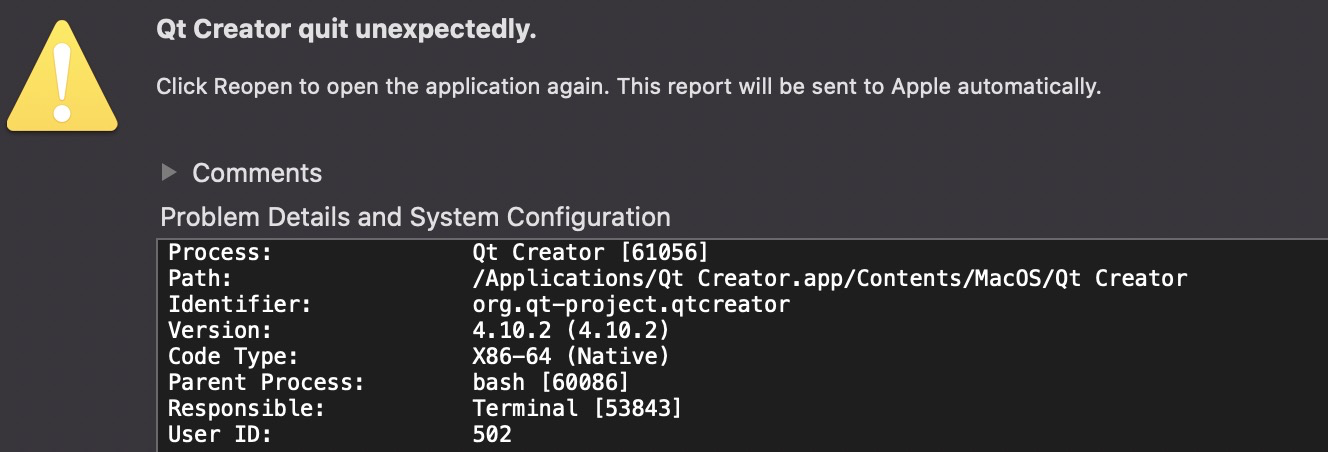 Qt Creator quit unexpectedly.
Click Reopen to open the application again. This report will be sent to Apple automatically.
Comments
Problem Details and System Configuration
Process: Qt Creator [61056]
Path: /Applications/Qt Creator.app/Contents/MacOS/Qt Creator
Identifier: org.qt-project.qtcreator
Version: 4.10.2 (4.10.2)
Code Type: X86-64 (Native)
Parent Process: bash [60086]
Responsible: Terminal [53843]
User ID: 502